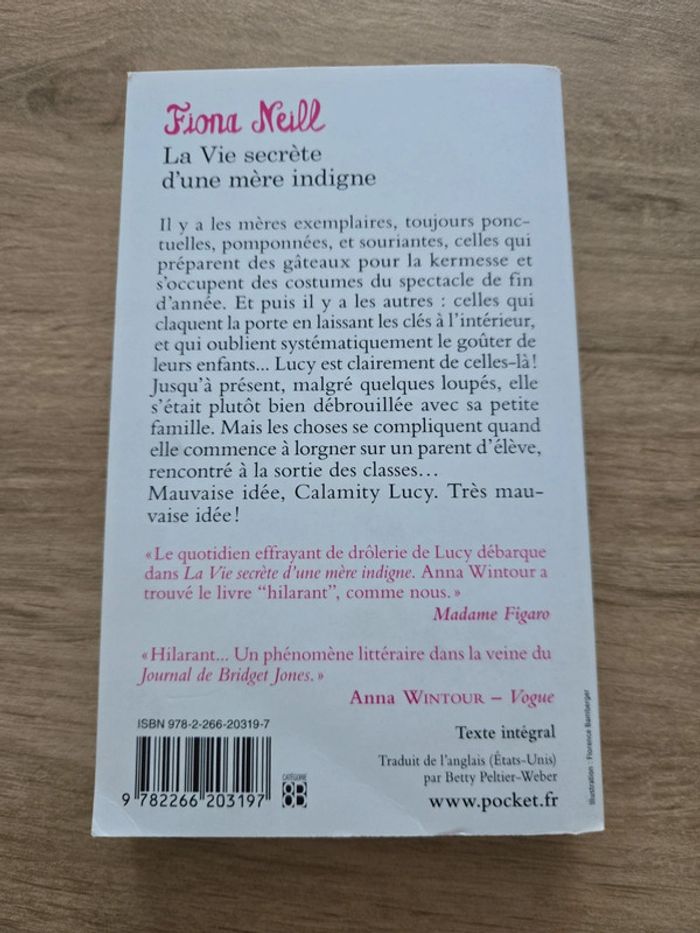 Fiona Neill
La Vie secrète
d'une mère indigne
Il y a les mères exemplaires, toujours ponc-
tuelles, pomponnées, et souriantes, celles qui
préparent des gâteaux pour la kermesse et
s'occupent des costumes du spectacle de fin
d'année. Et puis il y a les autres : celles qui
claquent la porte en laissant les clés à l'intérieur,
et qui oublient systématiquement le goûter de
leurs enfants... Lucy est clairement de celles-là !
Jusqu'à présent, malgré quelques loupés, elle
s'était plutôt bien débrouillée avec sa petite
famille. Mais les choses se compliquent quand
elle commence à lorgner sur un parent d'élève,
rencontré à la sortie des classes...
Mauvaise idée, Calamity Lucy. Très mau-
vaise idée !
« Le quotidien effrayant de drôlerie de Lucy débarque
dans La Vie secrète d'une mère indigne. Anna Wintour a
trouvé le livre "hilarant", comme nous. »
Madame Figaro
« Hilarant... Un phénomène littéraire dans la veine du
Journal de Bridget Jones. »
Anna WINTOUR – Vogue
ISBN 978-2-266-20319-7
9 782266 203197
CATÉGORIE
8B
Texte intégral
Traduit de l'anglais (États-Unis)
par Betty Peltier-Weber
www.pocket.fr
Illustration : Florence Bamberger